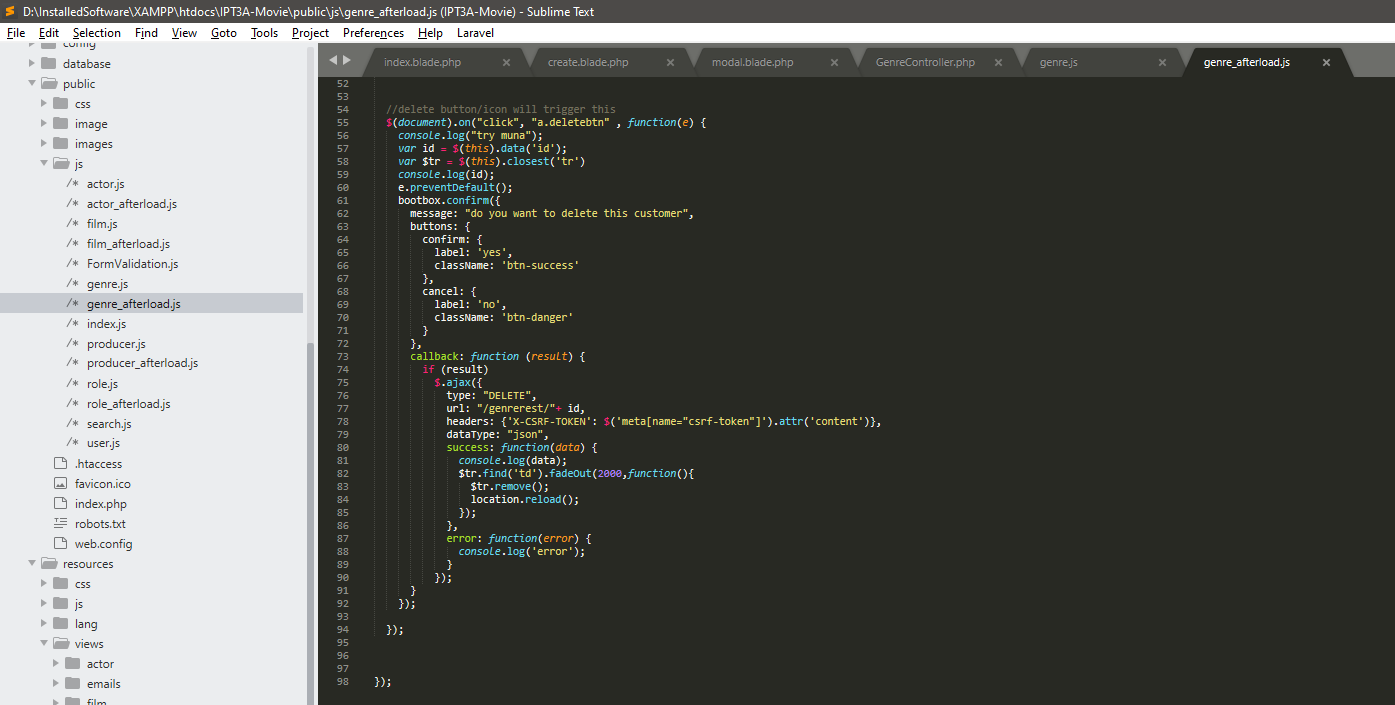 D:\InstalledSoftware\XAMPP\htdocs\IPT3A-Movie\public\js\genre_afterload.js (IPT3A-Movie) - Sublime Text
File Edit Selection Find View Goto Tools Project Preferences Help Laravel
config
database
public
css
image
images
js
/* actor.js
/* actor_afterload.js
/* film.js
/* film_afterload.js
/* FormValidation.js
/* genre.js
/* genre_afterload.js
/* index.js
/* producer.js
/* producer_afterload.js
/* role.js
/* role_afterload.js
/* search.js
/* user.js
.htaccess
favicon.ico
index.php
robots.txt
web.config
resources
css
js
lang
views
actor
emails
film
index.blade.php × create.blade.php × modal.blade.php × GenreController.php × genre.js × genre_afterload.js ×
52
53
54 //delete button/icon will trigger this
55 $(document).on("click", "a.deletebtn" , function(e) {
56 console.log("try muna");
57 var id = $(this).data('id');
58 var $tr = $(this).closest('tr')
59 console.log(id);
60 e.preventDefault();
61 bootbox.confirm({
62 message: "do you want to delete this customer",
63 buttons: {
64 confirm: {
65 label: 'yes',
66 className: 'btn-success'
67 },
68 cancel: {
69 label: 'no',
70 className: 'btn-danger'
71 }
72 },
73 callback: function (result) {
74 if (result)
75 $.ajax({
76 type: "DELETE",
77 url: "/genrerest/"+ id,
78 headers: {'X-CSRF-TOKEN': $('meta[name="csrf-token"]').attr('content')},
79 dataType: "json",
80 success: function(data) {
81 console.log(data);
82 $tr.find('td').fadeOut(2000,function(){
83 $tr.remove();
84 location.reload();
85 });
86 },
87 error: function(error) {
88 console.log('error');
89 }
90 });
91 }
92 });
93
94 });
95
96
97
98 });